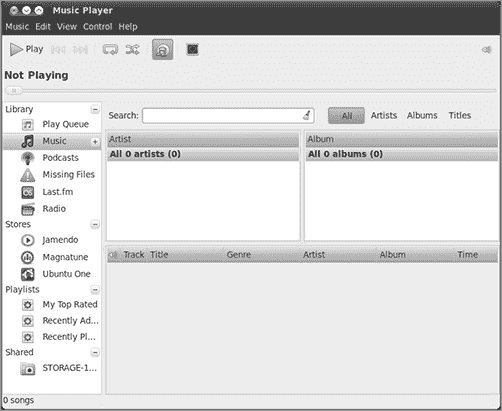 Music Player
Music Edit View Control Help
Play
Not Playing
Library
Play Queue
Music
Podcasts
Missing Files
Last.fm
Radio
Stores
Jamendo
Magnatune
Ubuntu One
Playlists
My Top Rated
Recently Ad...
Recently Pl...
Shared
STORAGE-1...
Search:
All Artists Albums Titles
Artist
All 0 artists (0)
Album
All 0 albums (0)
Track Title Genre Artist Album Time
0 songs